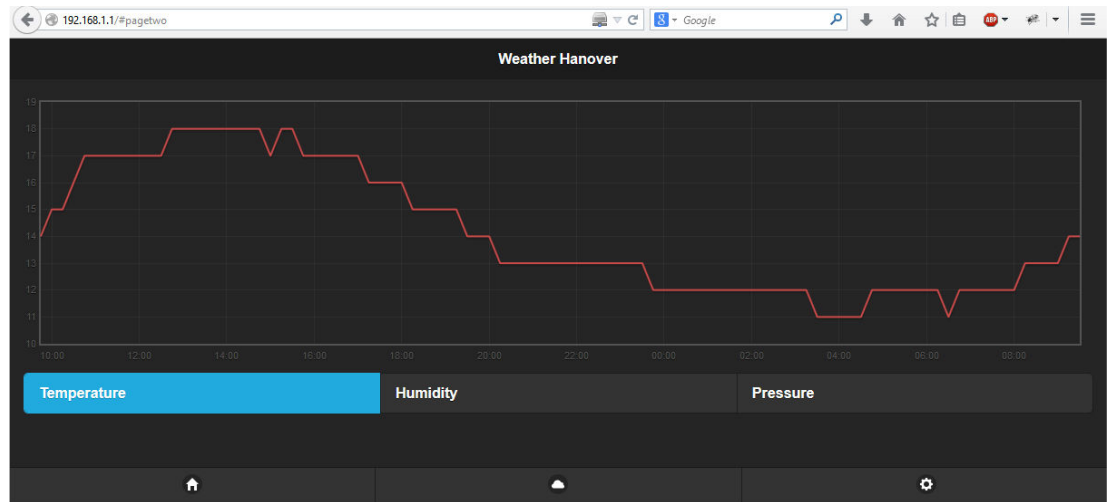 192.168.1.1/#pagetwo
8 Google
ABP
Weather Hanover
19
18
17
16
15
14
13
12
11
10
10:00 12:00 14:00 16:00 18:00 20:00 22:00 00:00 02:00 04:00 06:00 08:00
Temperature Humidity Pressure